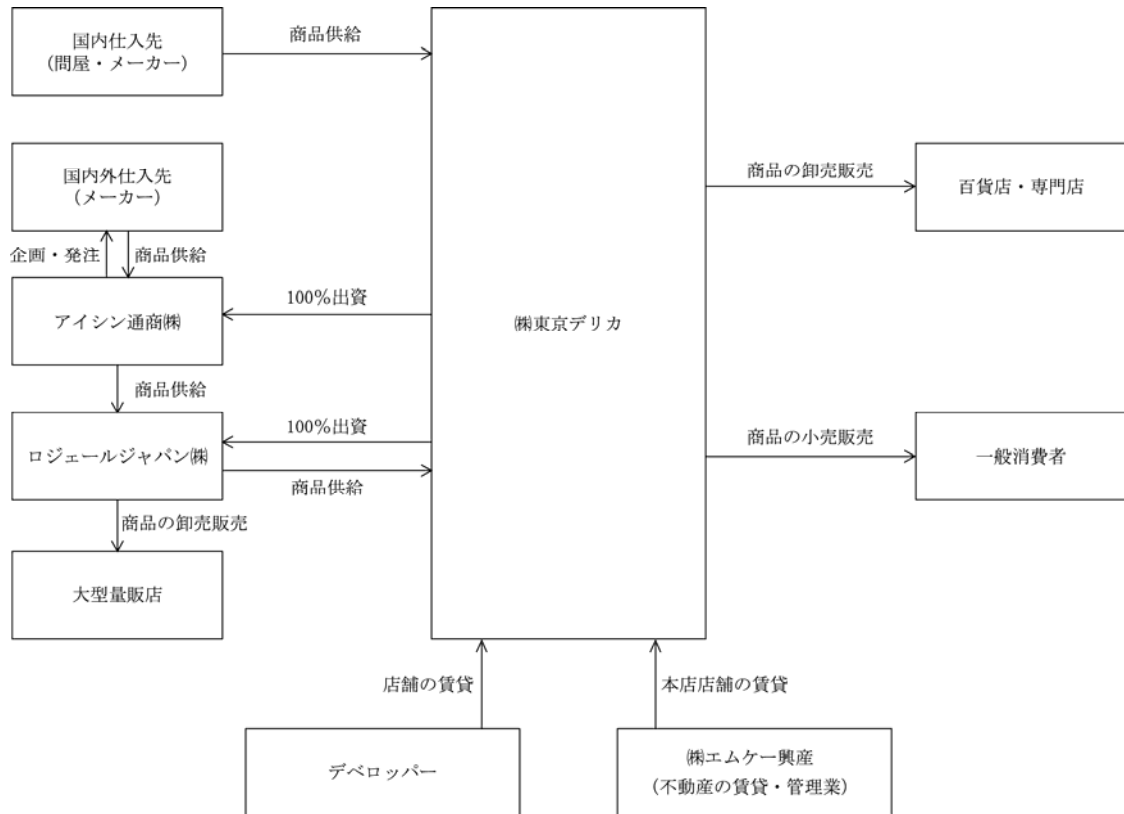 国内仕入先
(問屋・メーカー)
商品供給
国内外仕入先
(メーカー)
商品の卸売販売
百貨店・専門店
企画・発注
商品供給
アイシン通商㈱
100%出資
㈱東京デリカ
商品供給
ロジェールジャパン㈱
100%出資
商品供給
商品の小売販売
一般消費者
商品の卸売販売
大型量販店
店舗の賃貸
本店店舗の賃貸
デベロッパー
㈱エムケー興産
(不動産の賃貸・管理業)